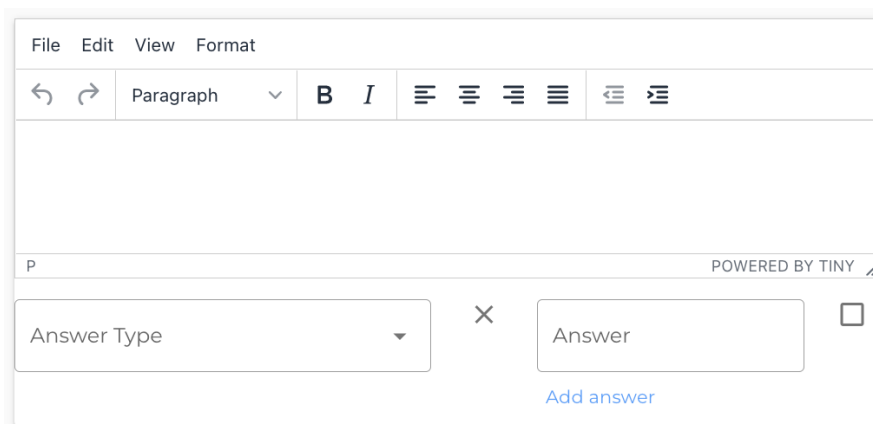 File Edit View Format
Paragraph B I
P POWERED BY TINY
Answer Type Answer
Add answer